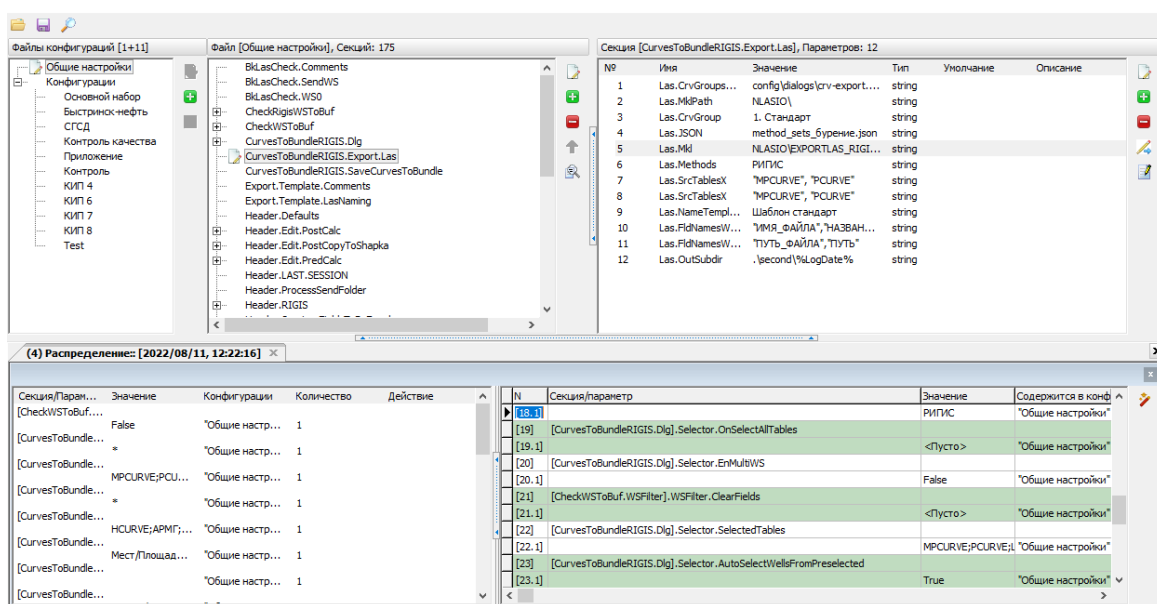 Файлы конфигураций [1+11]
Общие настройки
Конфигурации
Основной набор
Быстринск-нефть
СГСД
Контроль качества
Приложение
Контроль
КИП 4
КИП 6
КИП 7
КИП 8
Test
Файл [Общие настройки], Секций: 175
BkLasCheck.Comments
BkLasCheck.SendWS
BkLasCheck.WS0
CheckRigisWSToBuf
CheckWSToBuf
CurvesToBundleRIGIS.Dlg
CurvesToBundleRIGIS.Export.Las
CurvesToBundleRIGIS.SaveCurvesToBundle
Export.Template.Comments
Export.Template.LasNaming
Header.Defaults
Header.Edit.PostCalc
Header.Edit.PostCopyToShapka
Header.Edit.PredCalc
Header.LAST.SESSION
Header.ProcessSendFolder
Header.RIGIS
Секция [CurvesToBundleRIGIS.Export.Las], Параметров: 12
№ Имя Значение Тип Умолчание Описание
1 Las.CrvGroups... config\dialogs\crv-export.... string
2 Las.MklPath NLASIO\ string
3 Las.CrvGroup 1. Стандарт string
4 Las.JSON method_sets_бурение.json string
5 Las.Mkl NLASIO\EXPORTLAS_RIGI... string
6 Las.Methods РИГИС string
7 Las.SrcTablesX "MPCURVE", "PCURVE" string
8 Las.SrcTablesX "MPCURVE", "PCURVE" string
9 Las.NameTempl... Шаблон стандарт string
10 Las.FldNamesW... "ИМЯ_ФАЙЛА","НАЗВАН... string
11 Las.FldNamesW... "ПУТЬ_ФАЙЛА","ПУТЬ" string
12 Las.OutSubdir .\second\%LogDate% string
(4) Распределение:: [2022/08/11, 12:22:16]
Секция/Парам... Значение Конфигурации Количество Действие
[CheckWSToBuf....
False "Общие настр... 1
[CurvesToBundle...
* "Общие настр... 1
[CurvesToBundle...
MPCURVE;PCU... "Общие настр... 1
[CurvesToBundle...
* "Общие настр... 1
[CurvesToBundle...
HCURVE;АРМГ;... "Общие настр... 1
[CurvesToBundle...
Мест/Площад... "Общие настр... 1
[CurvesToBundle...
"Общие настр... 1
[CurvesToBundle...
N Секция/параметр Значение Содержится в конф
[18.1] РИГИС "Общие настройки"
[19] [CurvesToBundleRIGIS.Dlg].Selector.OnSelectAllTables
[19.1] <Пусто> "Общие настройки"
[20] [CurvesToBundleRIGIS.Dlg].Selector.EnMultiWS
[20.1] False "Общие настройки"
[21] [CheckWSToBuf.WSFilter].WSFilter.ClearFields
[21.1] <Пусто> "Общие настройки"
[22] [CurvesToBundleRIGIS.Dlg].Selector.SelectedTables
[22.1] MPCURVE;PCURVE;L "Общие настройки"
[23] [CurvesToBundleRIGIS.Dlg].Selector.AutoSelectWellsFromPreselected
[23.1] True "Общие настройки"